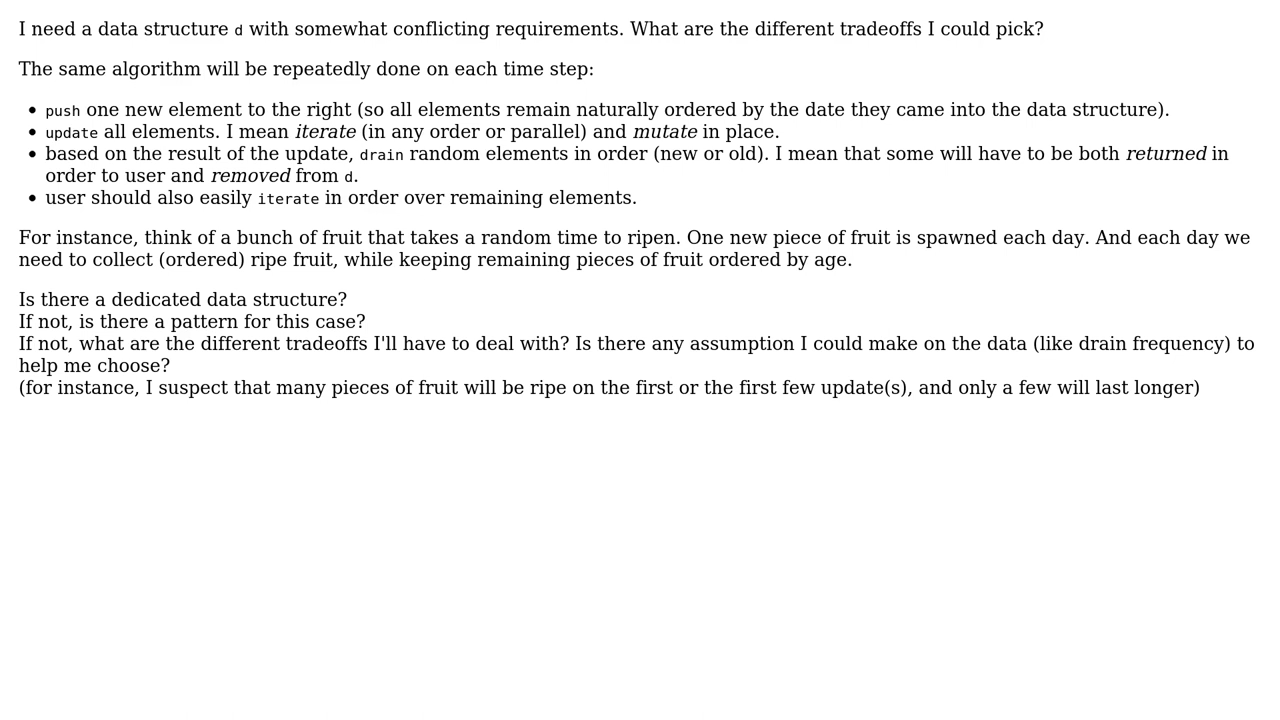 I need a data structure d with somewhat conflicting requirements. What are the different tradeoffs I could pick?
The same algorithm will be repeatedly done on each time step:
• push one new element to the right (so all elements remain naturally ordered by the date they came into the data structure).
• update all elements. I mean iterate (in any order or parallel) and mutate in place.
• based on the result of the update, drain random elements in order (new or old). I mean that some will have to be both returned in
order to user and removed from d.
• user should also easily iterate in order over remaining elements.
For instance, think of a bunch of fruit that takes a random time to ripen. One new piece of fruit is spawned each day. And each day we
need to collect (ordered) ripe fruit, while keeping remaining pieces of fruit ordered by age.
Is there a dedicated data structure?
If not, is there a pattern for this case?
If not, what are the different tradeoffs I'll have to deal with? Is there any assumption I could make on the data (like drain frequency) to
help me choose?
(for instance, I suspect that many pieces of fruit will be ripe on the first or the first few update(s), and only a few will last longer)